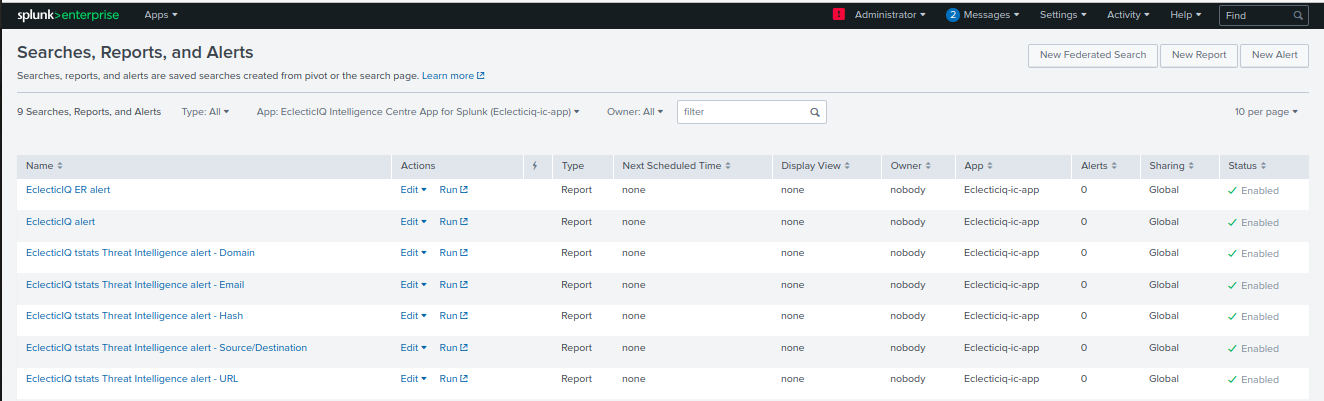 splunk>enterprise Apps ! Administrator 2 Messages Settings Activity Help Find
Searches, Reports, and Alerts
New Federated Search New Report New Alert
Searches, reports, and alerts are saved searches created from pivot or the search page. Learn more
9 Searches, Reports, and Alerts Type: All App: EclecticIQ Intelligence Centre App for Splunk (Eclecticiq-ic-app) Owner: All filter 10 per page
Name Actions Type Next Scheduled Time Display View Owner App Alerts Sharing Status
EclecticIQ ER alert Edit Run Report none none nobody Eclecticiq-ic-app 0 Global Enabled
EclecticIQ alert Edit Run Report none none nobody Eclecticiq-ic-app 0 Global Enabled
EclecticIQ tstats Threat Intelligence alert - Domain Edit Run Report none none nobody Eclecticiq-ic-app 0 Global Enabled
EclecticIQ tstats Threat Intelligence alert - Email Edit Run Report none none nobody Eclecticiq-ic-app 0 Global Enabled
EclecticIQ tstats Threat Intelligence alert - Hash Edit Run Report none none nobody Eclecticiq-ic-app 0 Global Enabled
EclecticIQ tstats Threat Intelligence alert - Source/Destination Edit Run Report none none nobody Eclecticiq-ic-app 0 Global Enabled
EclecticIQ tstats Threat Intelligence alert - URL Edit Run Report none none nobody Eclecticiq-ic-app 0 Global Enabled